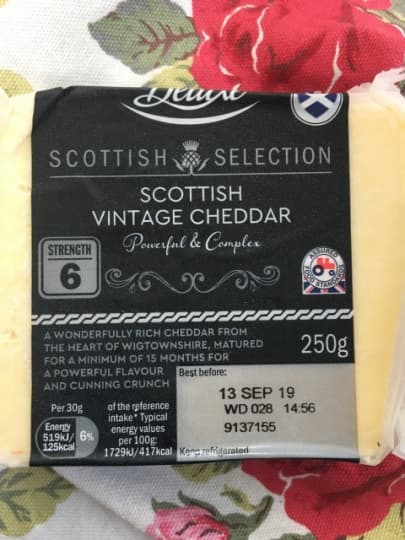 Deluxe
SCOTTISH SELECTION
SCOTTISH
VINTAGE CHEDDAR
Powerful & Complex
STRENGTH
6
ASSURED
FOOD STANDARDS
A WONDERFULLY RICH CHEDDAR FROM
THE HEART OF WIGTOWNSHIRE, MATURED
FOR A MINIMUM OF 15 MONTHS FOR
A POWERFUL FLAVOUR
AND CUNNING CRUNCH
250g
Best before:
13 SEP 19
WD 028 14:56
9137155
Keep refrigerated
Per 30g
Energy
519kJ/
125kcal
6%
of the reference
intake* Typical
energy values
per 100g:
1729kJ/417kcal